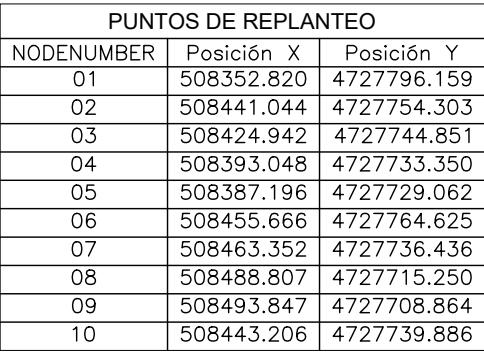 PUNTOS DE REPLANTEO
NODENUMBER Posición X Posición Y
01 508352.820 4727796.159
02 508441.044 4727754.303
03 508424.942 4727744.851
04 508393.048 4727733.350
05 508387.196 4727729.062
06 508455.666 4727764.625
07 508463.352 4727736.436
08 508488.807 4727715.250
09 508493.847 4727708.864
10 508443.206 4727739.886